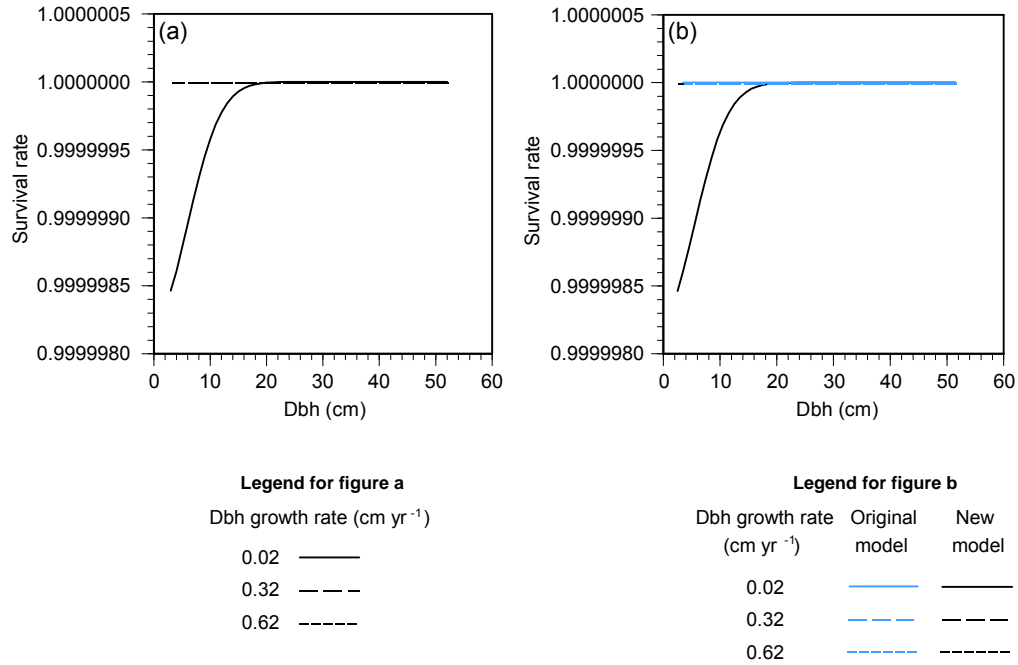 (a)
1.0000005
1.0000000
0.9999995
0.9999990
0.9999985
0.9999980
Survival rate
0 10 20 30 40 50 60
Dbh (cm)
(b)
1.0000005
1.0000000
0.9999995
0.9999990
0.9999985
0.9999980
Survival rate
0 10 20 30 40 50 60
Dbh (cm)
Legend for figure a
Dbh growth rate (cm yr -1)
0.02
0.32
0.62
Legend for figure b
Dbh growth rate Original New
(cm yr -1) model model
0.02
0.32
0.62